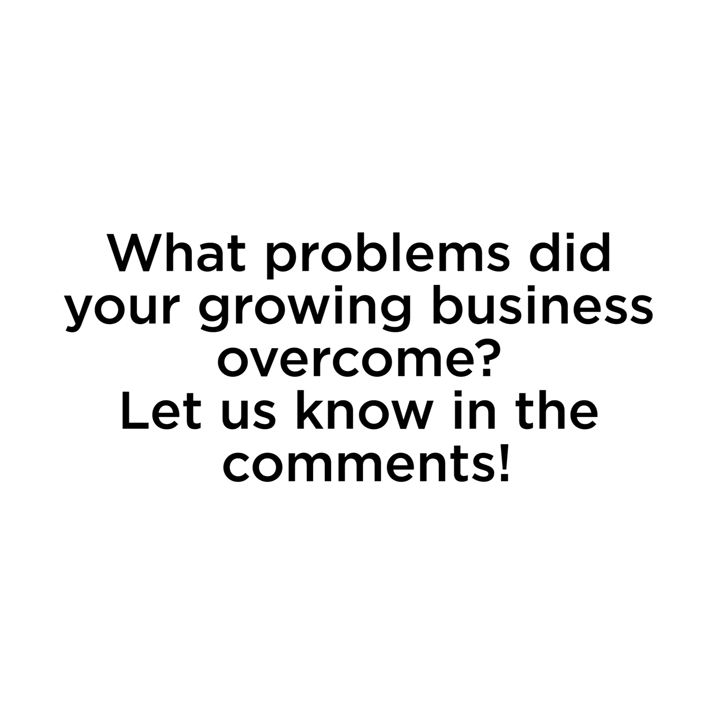 What problems did
your growing business
overcome?
Let us know in the
comments!